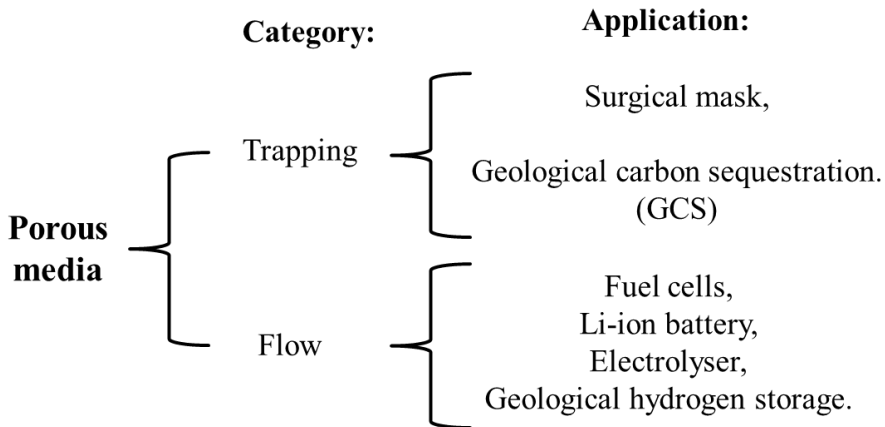 Category:
Application:
Porous
media
Trapping
Surgical mask,
Geological carbon sequestration.
(GCS)
Flow
Fuel cells,
Li-ion battery,
Electrolyser,
Geological hydrogen storage.